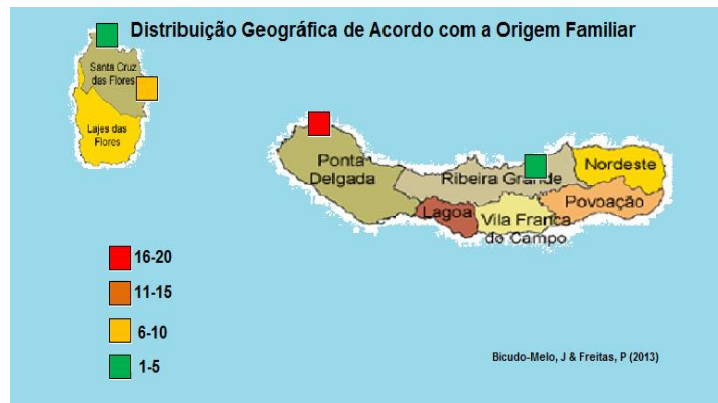 Distribuição Geográfica de Acordo com a Origem Familiar
Santa Cruz
das Flores
Lajes das
Flores
Ponta
Delgada
Ribeira Grande
Nordeste
Lagoa
Vila Franca
do Campo
Povoação
16-20
11-15
6-10
1-5
Bicudo-Melo, J & Freitas, P (2013)